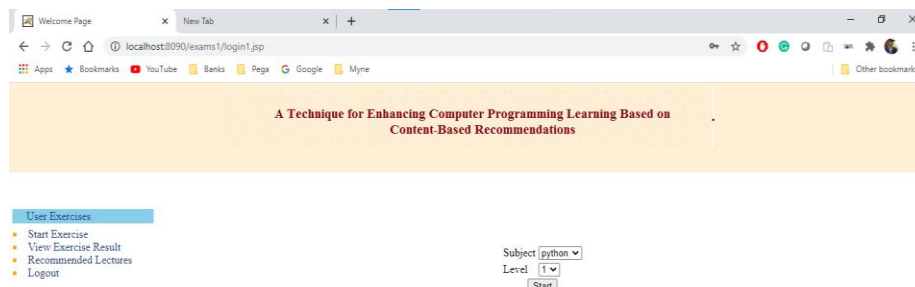 Welcome Page
New Tab
localhost:8090/exams1/login1.jsp
Apps Bookmarks YouTube Banks Pega Google Myne Other bookmark
A Technique for Enhancing Computer Programming Learning Based on
Content-Based Recommendations
User Exercises
Start Exercise
View Exercise Result
Recommended Lectures
Logout
Subject python
Level 1
Start